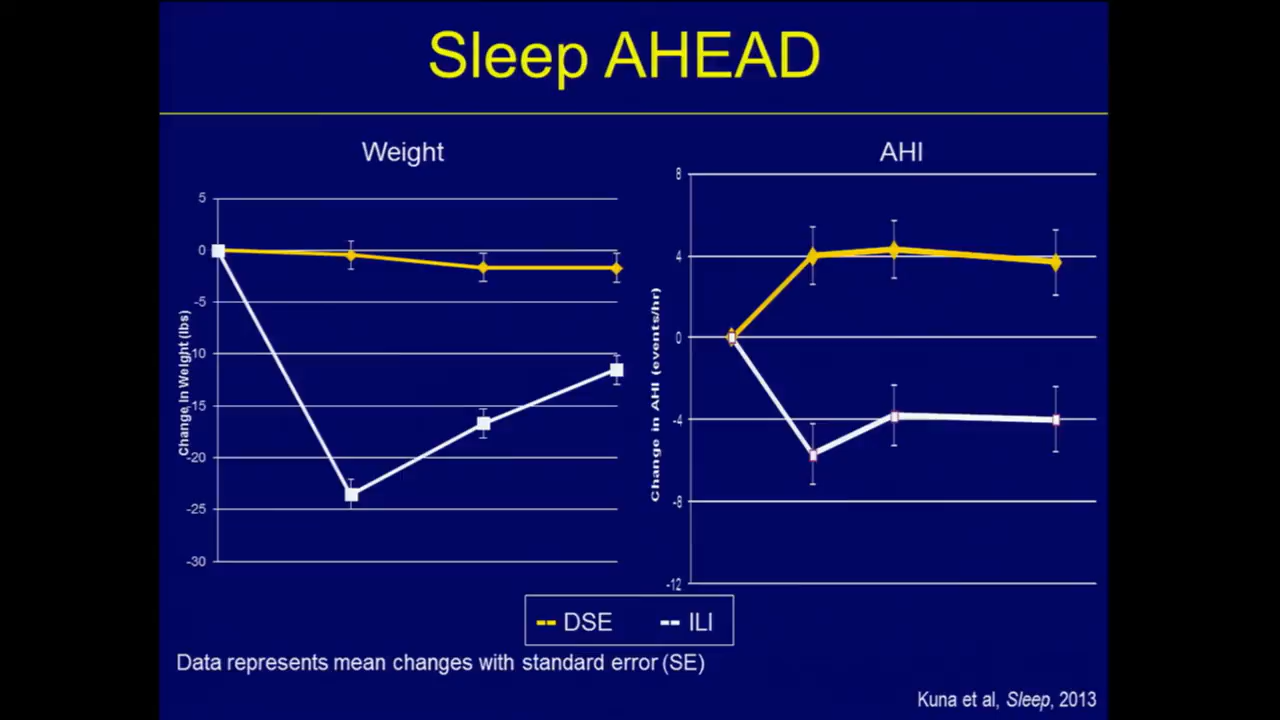 Sleep AHEAD
Weight
5
0
-5
-10
-15
-20
-25
-30
Change in Weight (lbs)
AHI
8
4
0
-4
-8
-12
Change in AHI (events/hr)
DSE ILI
Data represents mean changes with standard error (SE)
Kuna et al, Sleep, 2013